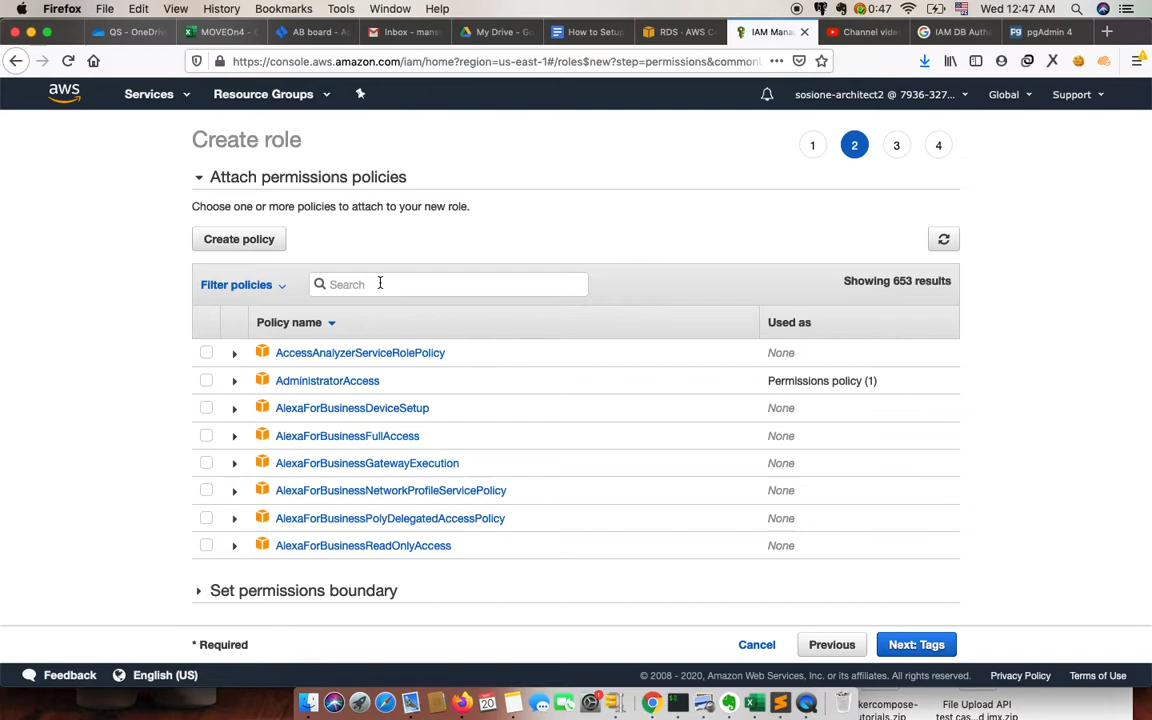 Firefox File Edit View History Bookmarks Tools Window Help 0:47 Wed 12:47 AM
QS - OneDriv MOVEOn4 - C AB board - A Inbox - mans My Drive - Go How to Setu RDS · AWS C IAM Mana Channel vide IAM DB Auth pgAdmin 4
https://console.aws.amazon.com/iam/home?region=us-east-1#/roles$new?step=permissions&commonU
aws Services Resource Groups sosione-architect2 @ 7936-327... Global Support
Create role 1 2 3 4
Attach permissions policies
Choose one or more policies to attach to your new role.
Create policy
Filter policies Search Showing 653 results
Policy name Used as
AccessAnalyzerServiceRolePolicy None
AdministratorAccess Permissions policy (1)
AlexaForBusinessDeviceSetup None
AlexaForBusinessFullAccess None
AlexaForBusinessGatewayExecution None
AlexaForBusinessNetworkProfileServicePolicy None
AlexaForBusinessPolyDelegatedAccessPolicy None
AlexaForBusinessReadOnlyAccess None
Set permissions boundary
* Required Cancel Previous Next: Tags
Feedback English (US) © 2008 - 2020, Amazon Web Services, Inc. or its affiliates. All rights reserved. Privacy Policy Terms of Use
20
kercompose- File Upload API
utorials.zip test cas...d imx.zip